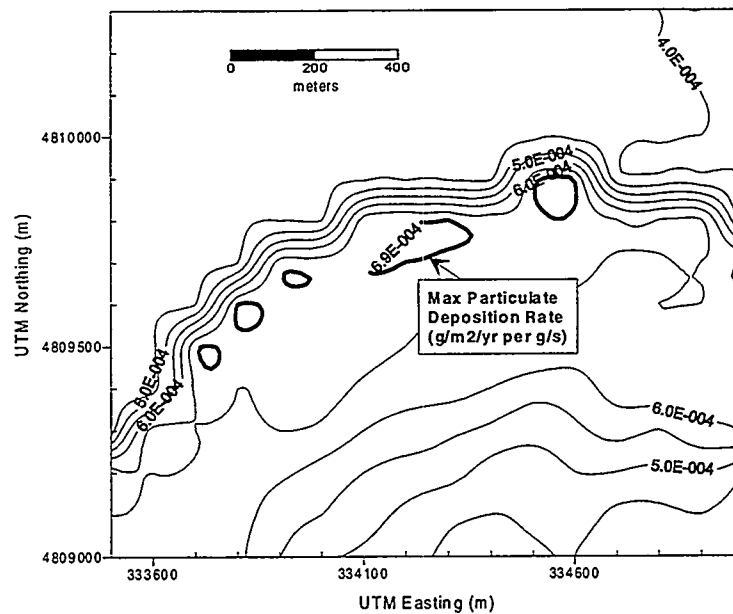 0 200 400
meters
4.0E-004
4810000
5.0E-004
6.0E-004
6.9E-004
Max Particulate
Deposition Rate
(g/m2/yr per g/s)
UTM Northing (m)
4809500
6.0E-004
6.0E-004
6.0E-004
5.0E-004
4809000
333600 334100 334600
UTM Easting (m)